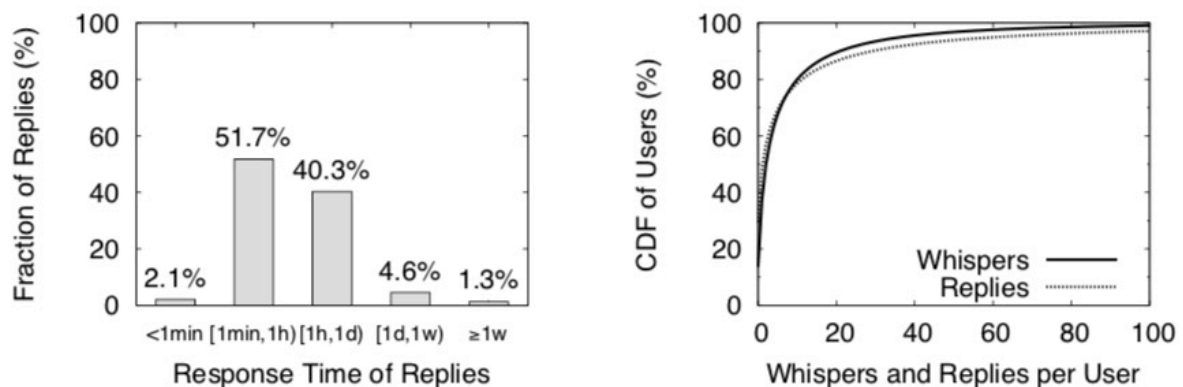 Fraction of Replies (%)
100
80
60
40
20
0
2.1%
51.7%
40.3%
4.6%
1.3%
<1min [1min,1h) [1h,1d) [1d,1w) ≥1w
Response Time of Replies
CDF of Users (%)
100
80
60
40
20
0
Whispers
Replies
0 20 40 60 80 100
Whispers and Replies per User